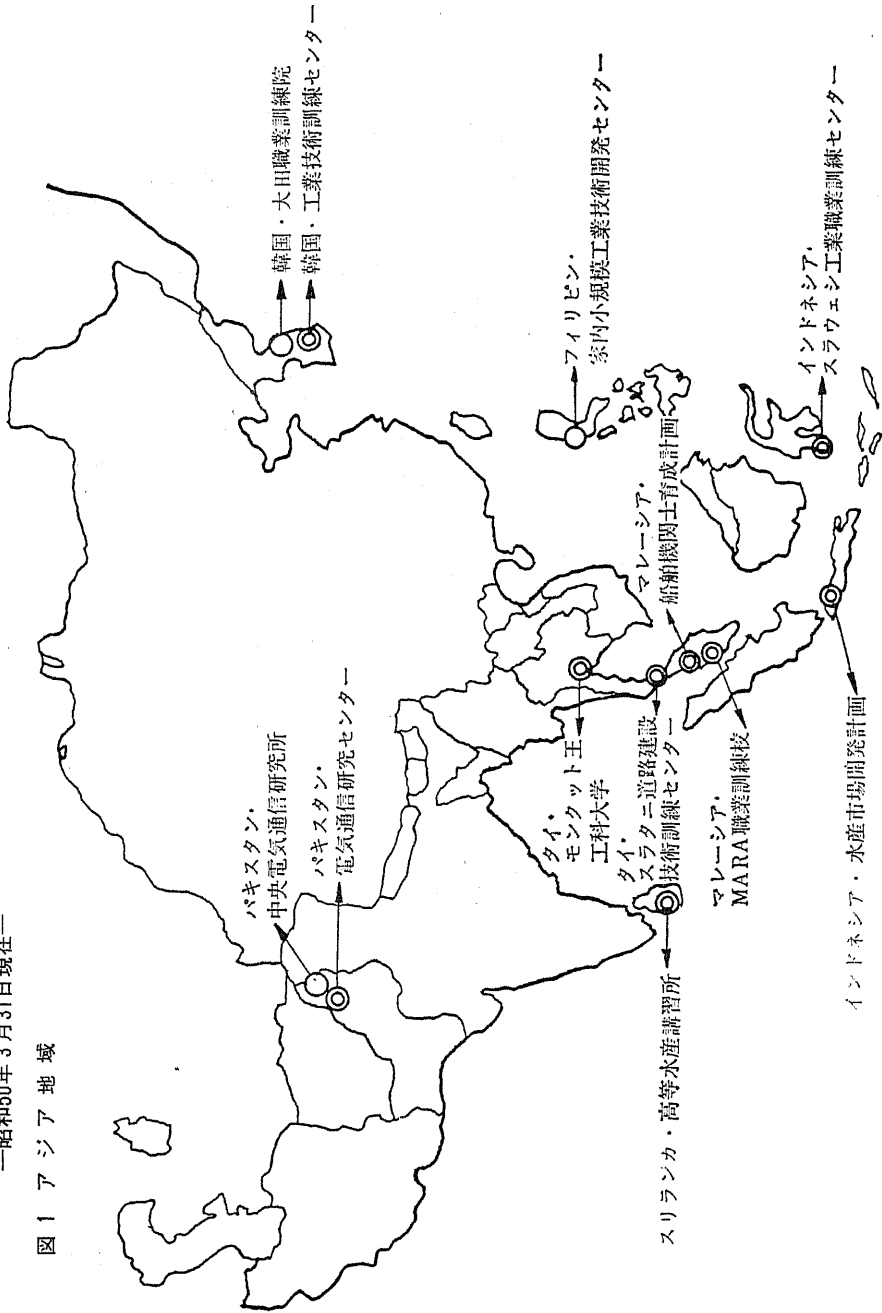 ―昭和50年3月31日現在―
図1 アジア地域
韓国・大田職業訓練院
韓国・工業技術訓練センター
パキスタン・
中央電気通信研究所
パキスタン・
電気通信研究センター
フィリピン・
家内小規模工業技術開発センター
タイ・
モンクット王
工科大学
タイ・
スラタニ道路建設
技術訓練センター
マレーシア・
船舶機関士育成計画
マレーシア・
MARA職業訓練校
インドネシア・
スラウェシ工業職業訓練センター
スリランカ・高等水産講習所
インドネシア・水産市場開発計画